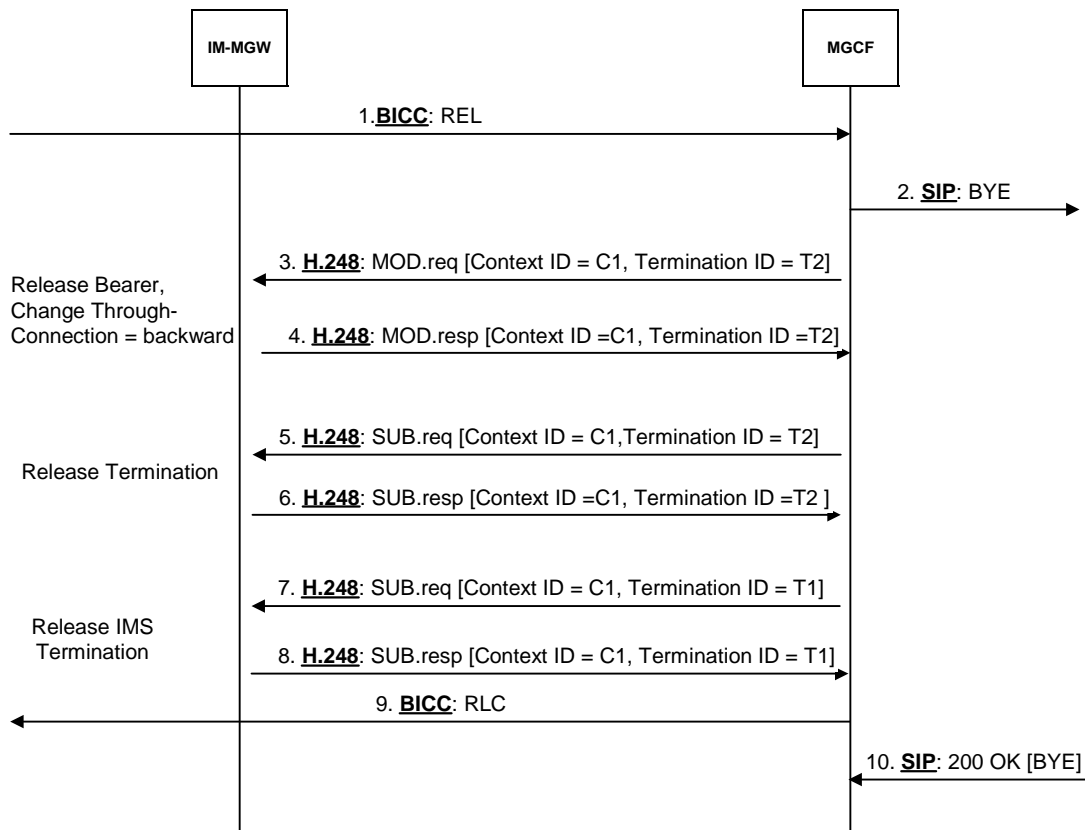 IM-MGW
MGCF
1.BICC: REL
2. SIP: BYE
3. H.248: MOD.req [Context ID = C1, Termination ID = T2]
Release Bearer,
Change Through-
Connection = backward
4. H.248: MOD.resp [Context ID =C1, Termination ID =T2]
5. H.248: SUB.req [Context ID = C1,Termination ID = T2]
Release Termination
6. H.248: SUB.resp [Context ID =C1, Termination ID =T2 ]
7. H.248: SUB.req [Context ID = C1, Termination ID = T1]
Release IMS
Termination
8. H.248: SUB.resp [Context ID = C1, Termination ID = T1]
9. BICC: RLC
10. SIP: 200 OK [BYE]